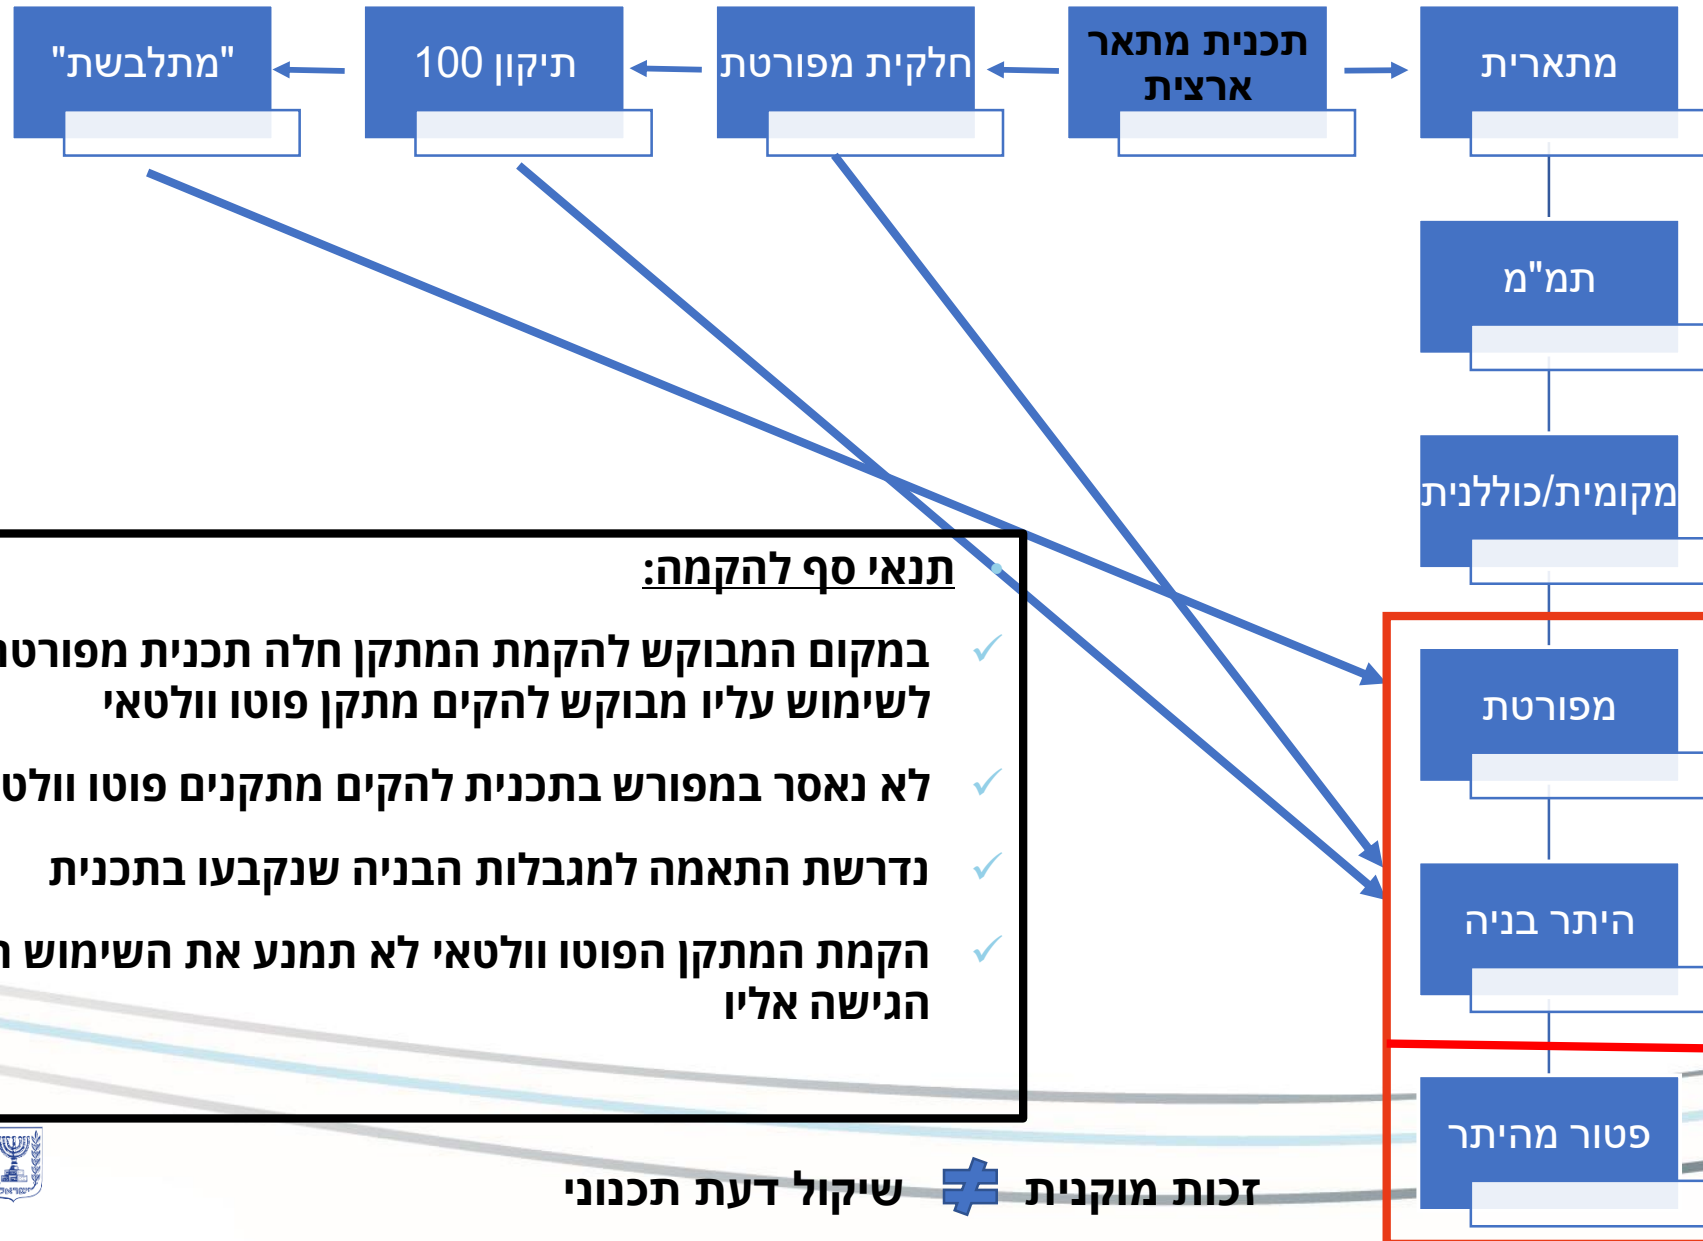 מתארית
תכנית מתאר
ארצית
חלקית מפורטת
תיקון 100
"מתלבשת"
תמ"מ
מקומית/כוללנית
מפורטת
היתר בניה
פטור מהיתר
תנאי סף להקמה:
במקום המבוקש להקמת המתקן חלה תכנית
לשימוש עליו מבוקש להקים מתקן פוטו וולטאי
לא נאסר במפורש בתכנית להקים מתקנים פוטו
נדרשת התאמה למגבלות הבניה שנקבעו בתכנית
הקמת המתקן הפוטו וולטאי לא תמנע את השימוש
הגישה אליו
זכות מוקנית ≠ שיקול דעת תכנוני